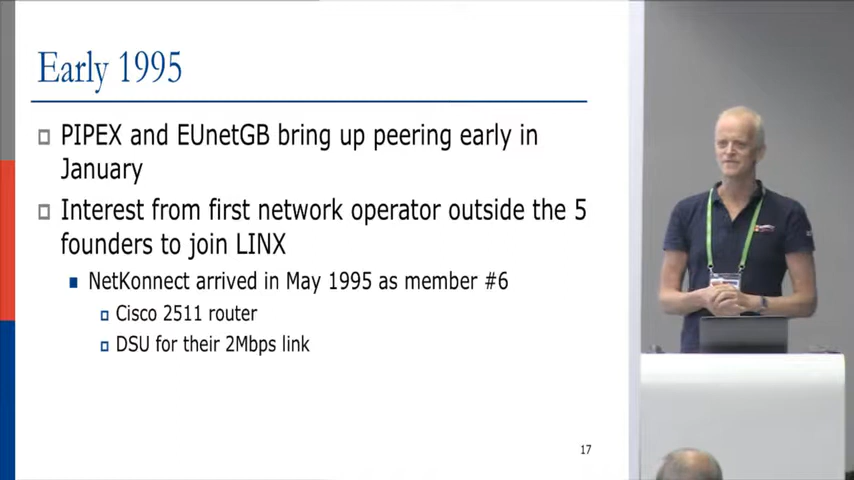 Early 1995
PIPEX and EUnetGB bring up peering early in
January
Interest from first network operator outside the 5
founders to join LINX
NetKonnect arrived in May 1995 as member #6
Cisco 2511 router
DSU for their 2Mbps link
17